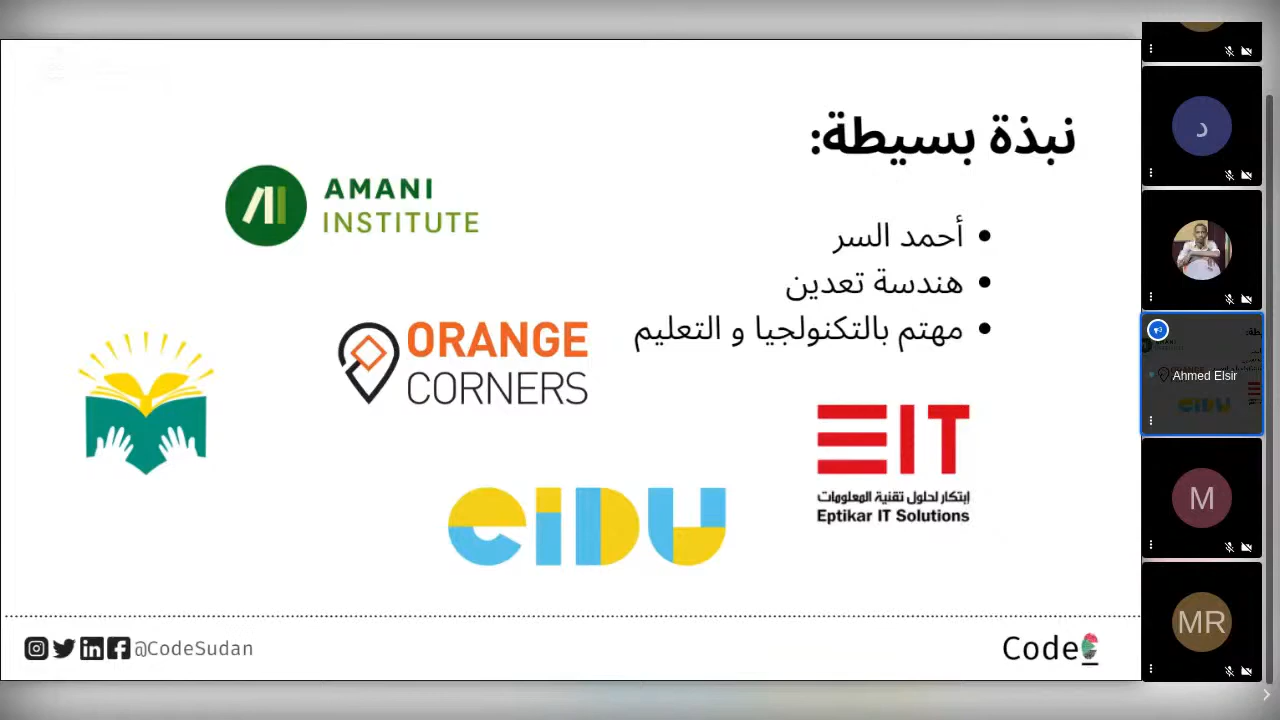 نبذة بسيطة:
أحمد السر
هندسة تعدين
مهتم بالتكنولجيا و التعليم
AMANI
INSTITUTE
ORANGE
CORNERS
EIT
إبتكار لحلول تقنية المعلومات
Eptikar IT Solutions
eiDU
@CodeSudan
Code
د
Ahmed Elsir
M
MR